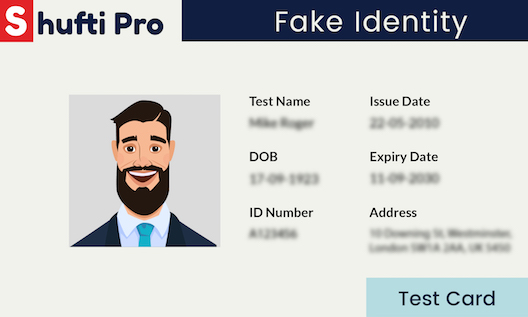 Shufti Pro
Fake Identity
Test Name
Issue Date
Mike Roger
22-05-2010
DOB
Expiry Date
17-09-1923
11-09-2030
ID Number
Address
A123456
10 Downing St, Westminster,
London SW1A 2AA, UK
Test Card